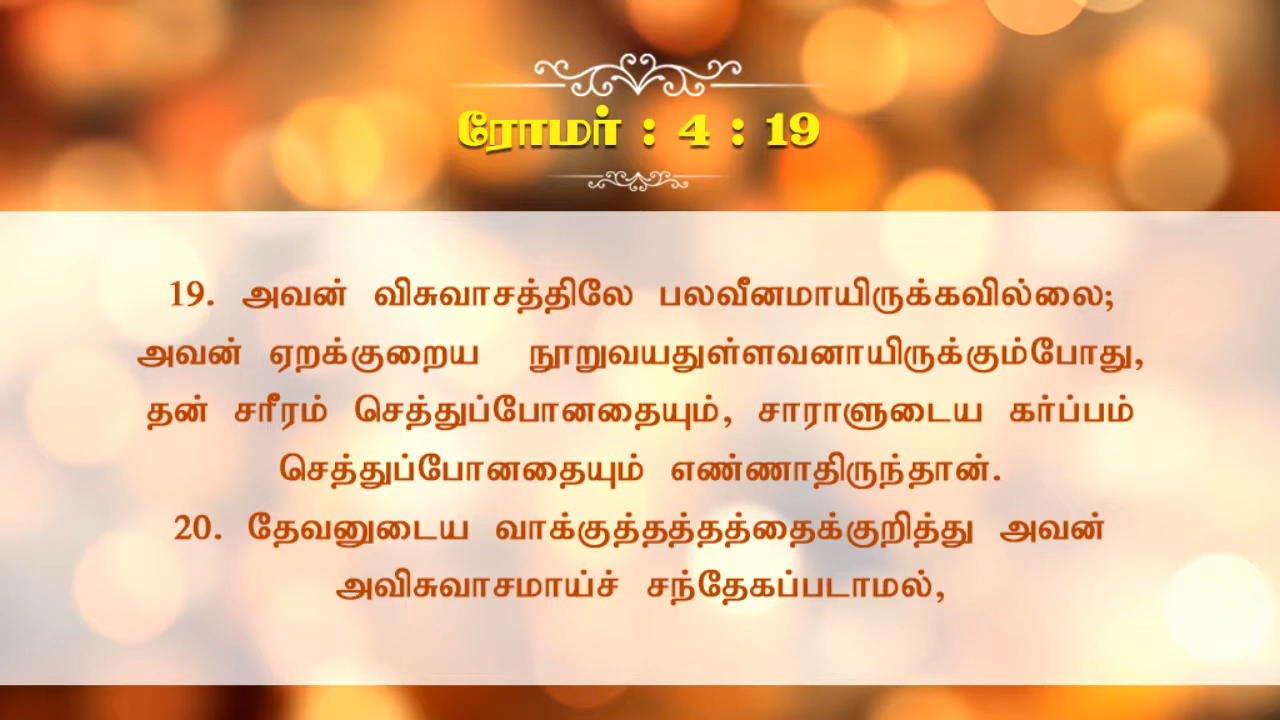 ரோமர் : 4 : 19
19. அவன் விசுவாசத்திலே பலவீனமாயிருக்கவில்லை;
அவன் ஏறக்குறைய நூறுவயதுள்ளவனாயிருக்கும்போது,
தன் சரீரம் செத்துப்போனதையும், சாராளுடைய கர்ப்பம்
செத்துப்போனதையும் எண்ணாதிருந்தான்.
20. தேவனுடைய வாக்குத்தத்தத்தைக்குறித்து அவன்
அவிசுவாசமாய்ச் சந்தேகப்படாமல்,